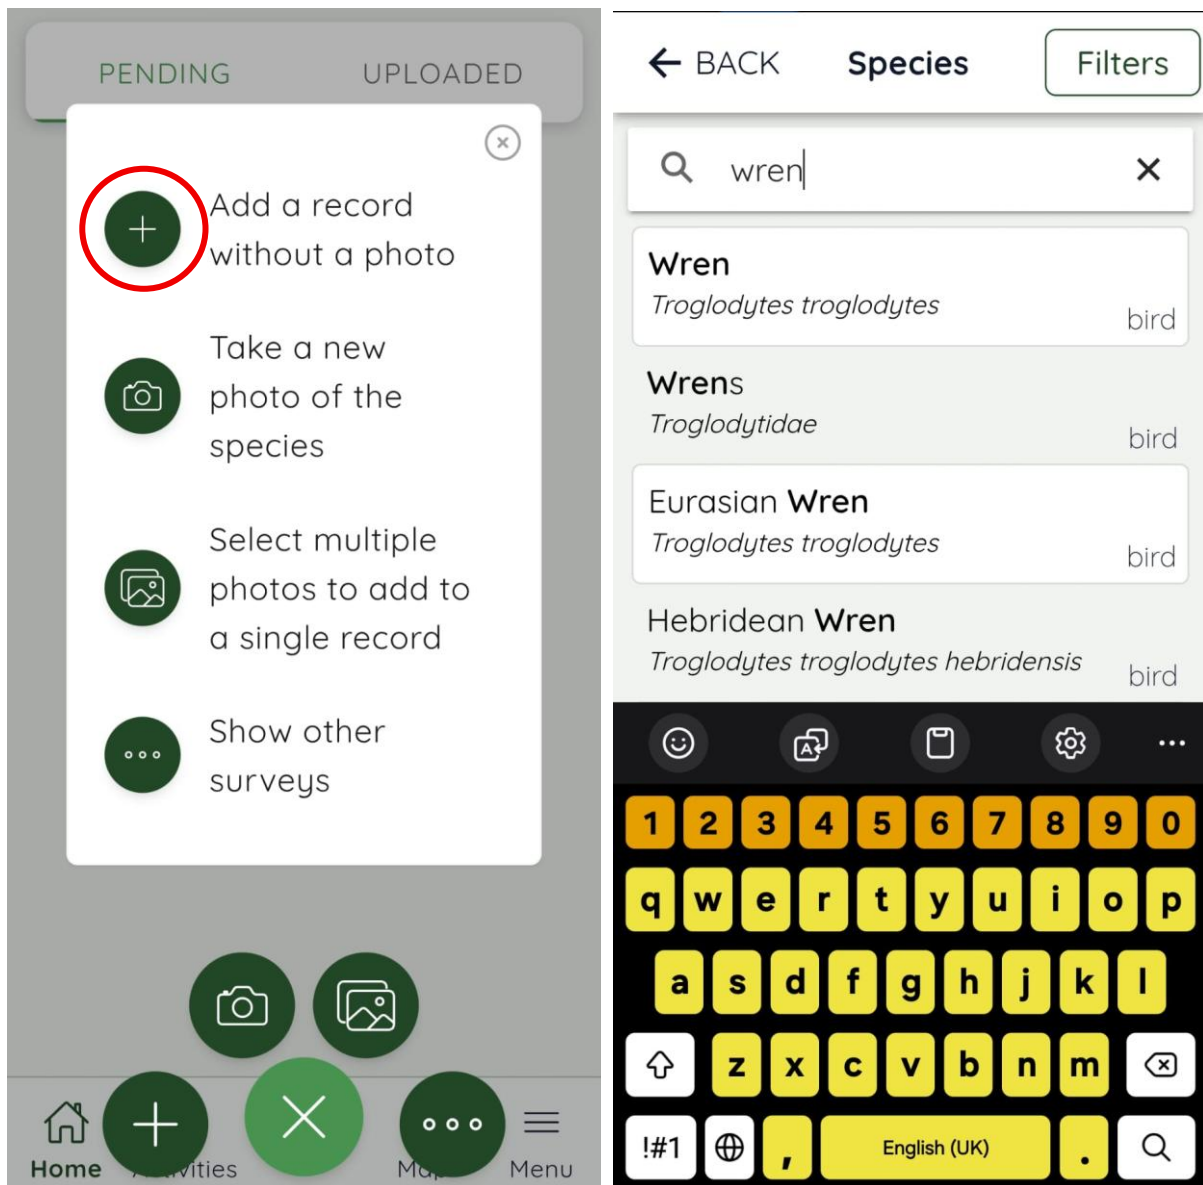 PENDING UPLOADED
Add a record
without a photo
Take a new
photo of the
species
Select multiple
photos to add to
a single record
Show other
surveys
Home
Menu
BACK Species Filters
wren
Wren
Troglodytes troglodytes
bird
Wrens
Troglodytidae
bird
Eurasian Wren
Troglodytes troglodytes
bird
Hebridean Wren
Troglodytes troglodytes hebridensis
bird
1 2 3 4 5 6 7 8 9 0
q w e r t y u i o p
a s d f g h j k l
z x c v b n m
!#1 , English (UK) .